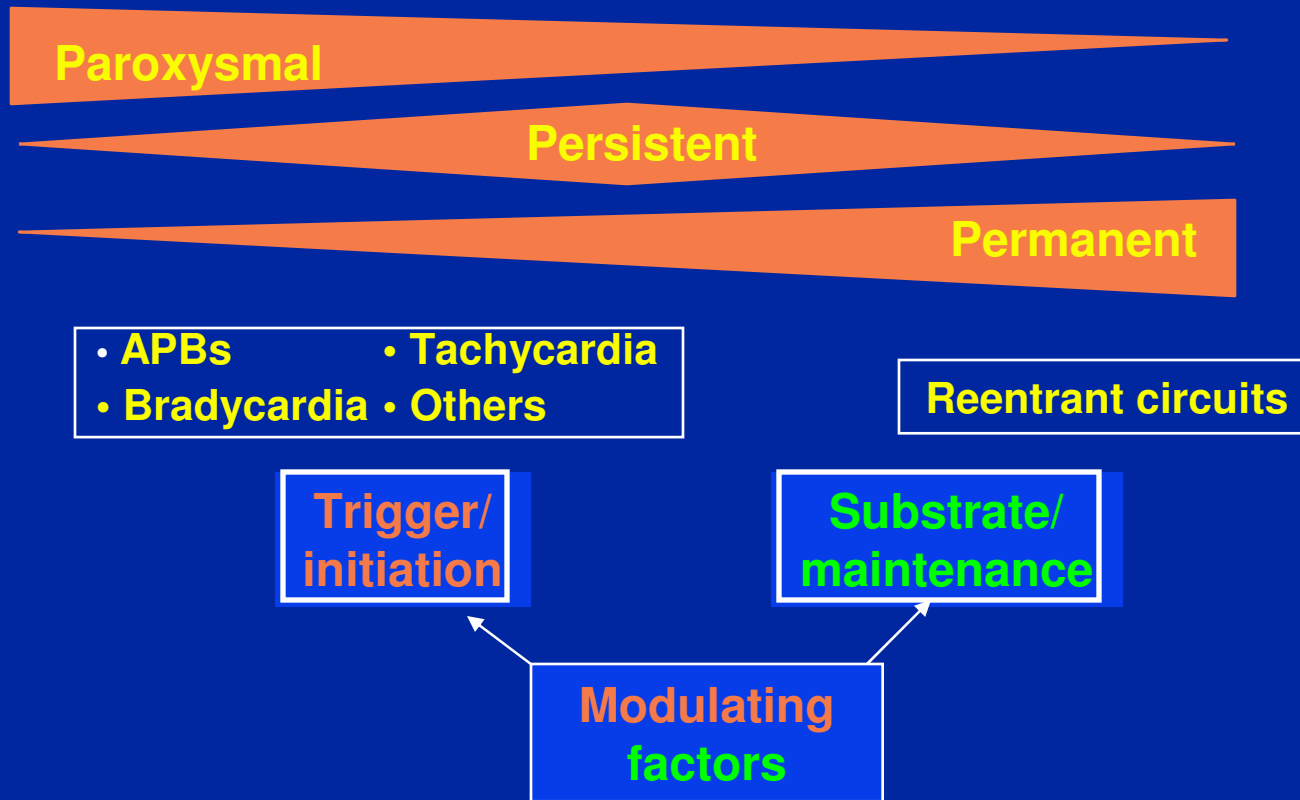 Paroxysmal
Persistent
Permanent
• APBs • Tachycardia
• Bradycardia • Others
Reentrant circuits
Trigger/
initiation
Substrate/
maintenance
Modulating
factors